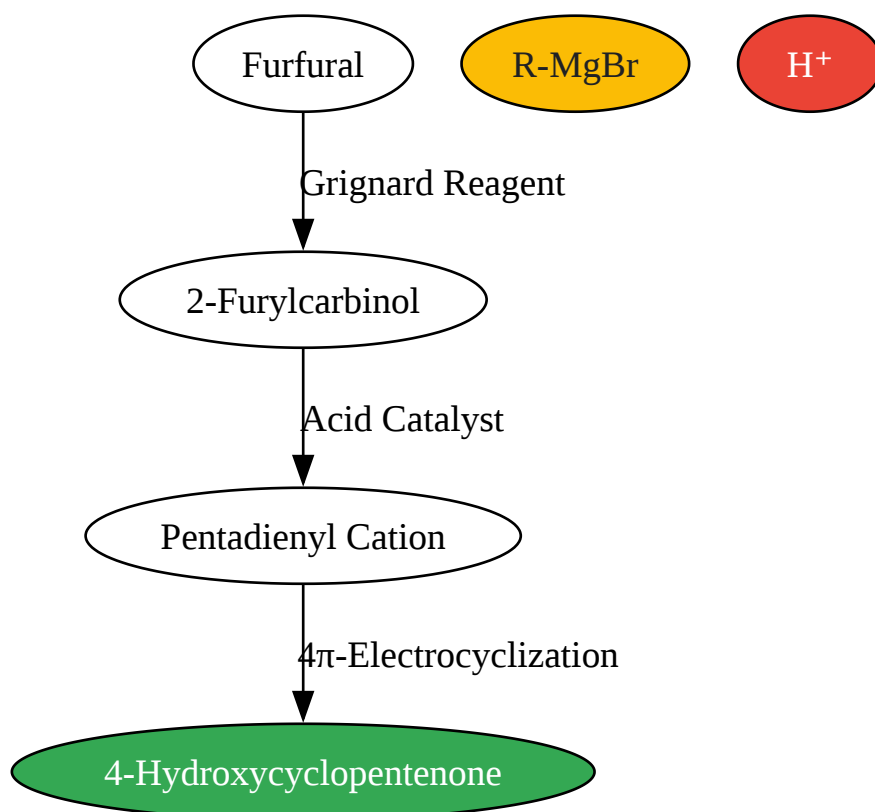 Furfural
R-MgBr
H⁺
Grignard Reagent
2-Furylcarbinol
Acid Catalyst
Pentadienyl Cation
4π-Electrocyclization
4-Hydroxycyclopentenone